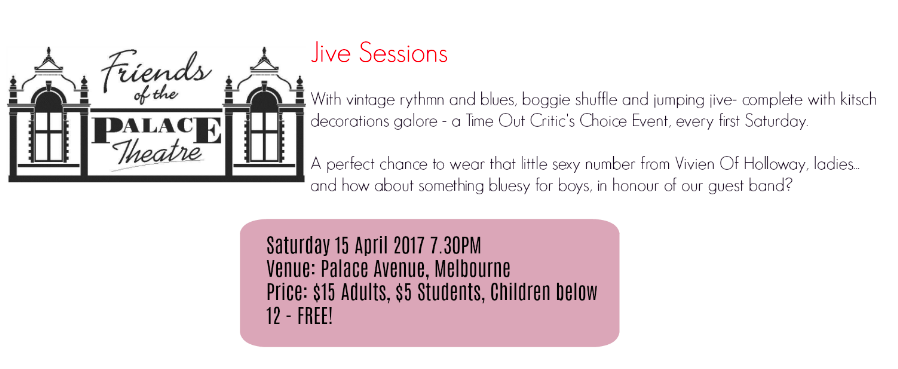 Friends
of the
PALACE
Theatre
Jive Sessions
With vintage rythmn and blues, boggie shuffle and jumping jive- complete with kitsch
decorations galore - a Time Out Critic's Choice Event, every first Saturday.
A perfect chance to wear that little sexy number from Vivien Of Holloway, ladies...
and how about something bluesy for boys, in honour of our guest band?
Saturday 15 April 2017 7.30PM
Venue: Palace Avenue, Melbourne
Price: $15 Adults, $5 Students, Children below
12 - FREE!